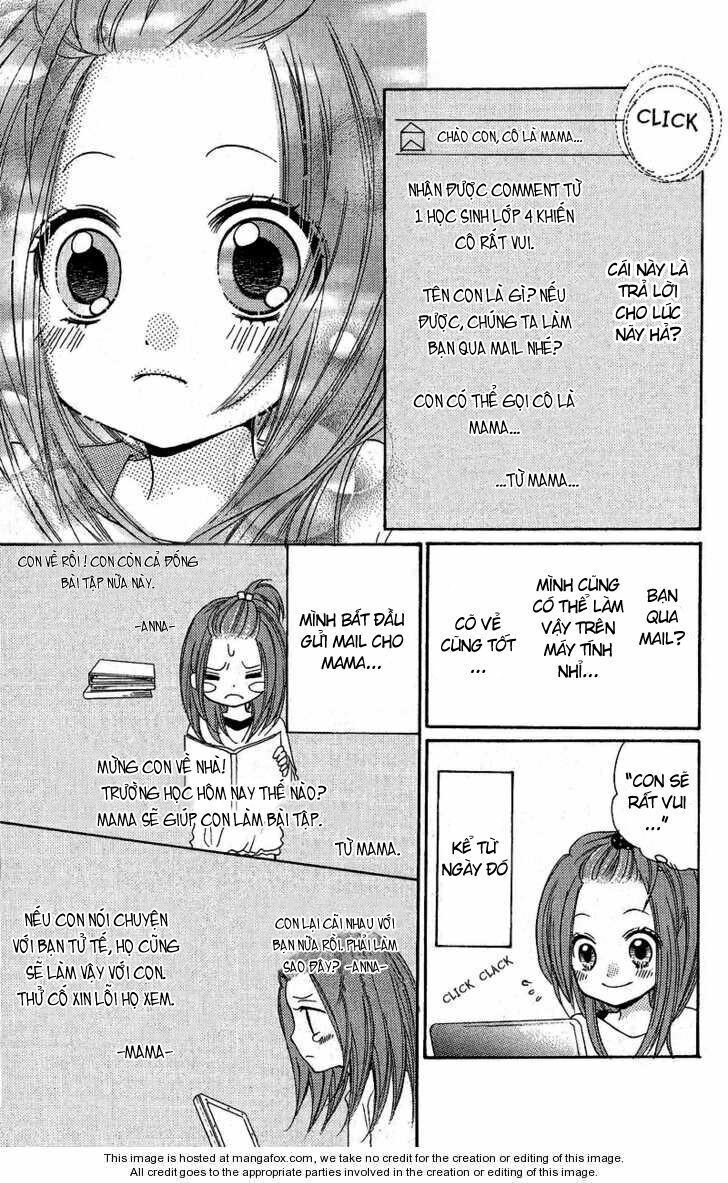 CLICK
CHÀO CON, CÔ LÀ MAMA...
NHẬN ĐƯỢC COMMENT TỪ
1 HỌC SINH LỚP 4 KHIẾN
CÔ RẤT VUI.
TÊN CON LÀ GÌ? NẾU
ĐƯỢC, CHÚNG TA LÀM
BẠN QUA MAIL NHÉ?
CON CÓ THỂ GỌI CÔ LÀ
MAMA...
...TỪ MAMA...
CÁI NÀY LÀ
TRẢ LỜI
CHO LÚC
NÀY HẢ?
BẠN
QUA
MAIL?
MÌNH CŨNG
CÓ THỂ LÀM
VẬY TRÊN
MÁY TÍNH
NHỈ...
CÕ VẺ
CŨNG TỐT
...
"CON SẼ
RẤT VUI
..."
KỂ TỪ
NGÀY ĐÓ
CLICK CLACK
MÌNH BẮT ĐẦU
GỬI MAIL CHO
MAMA...
CON VỀ RỒI! CON CÒN CẢ ĐỐNG
BÀI TẬP NỮA NÀY.
-ANNA-
MỪNG CON VỀ NHÀ!
TRƯỜNG HỌC HÔM NAY THẾ NÀO?
MAMA SẼ GIÚP CON LÀM BÀI TẬP.
TỪ MAMA.
CON LẠI CÃI NHAU VỚI
BẠN NỮA RỒI. PHẢI LÀM
SAO ĐÂY? -ANNA-
NẾU CON NÓI CHUYỆN
VỚI BẠN TỬ TẾ, HỌ CŨNG
SẼ LÀM VẬY VỚI CON.
THỬ CÓ XIN LỖI HỌ XEM.
-MAMA-
This image is hosted at mangafox.com, we take no credit for the creation or editing of this image.
All credit goes to the appropriate parties involved in the creation or editing of this image.